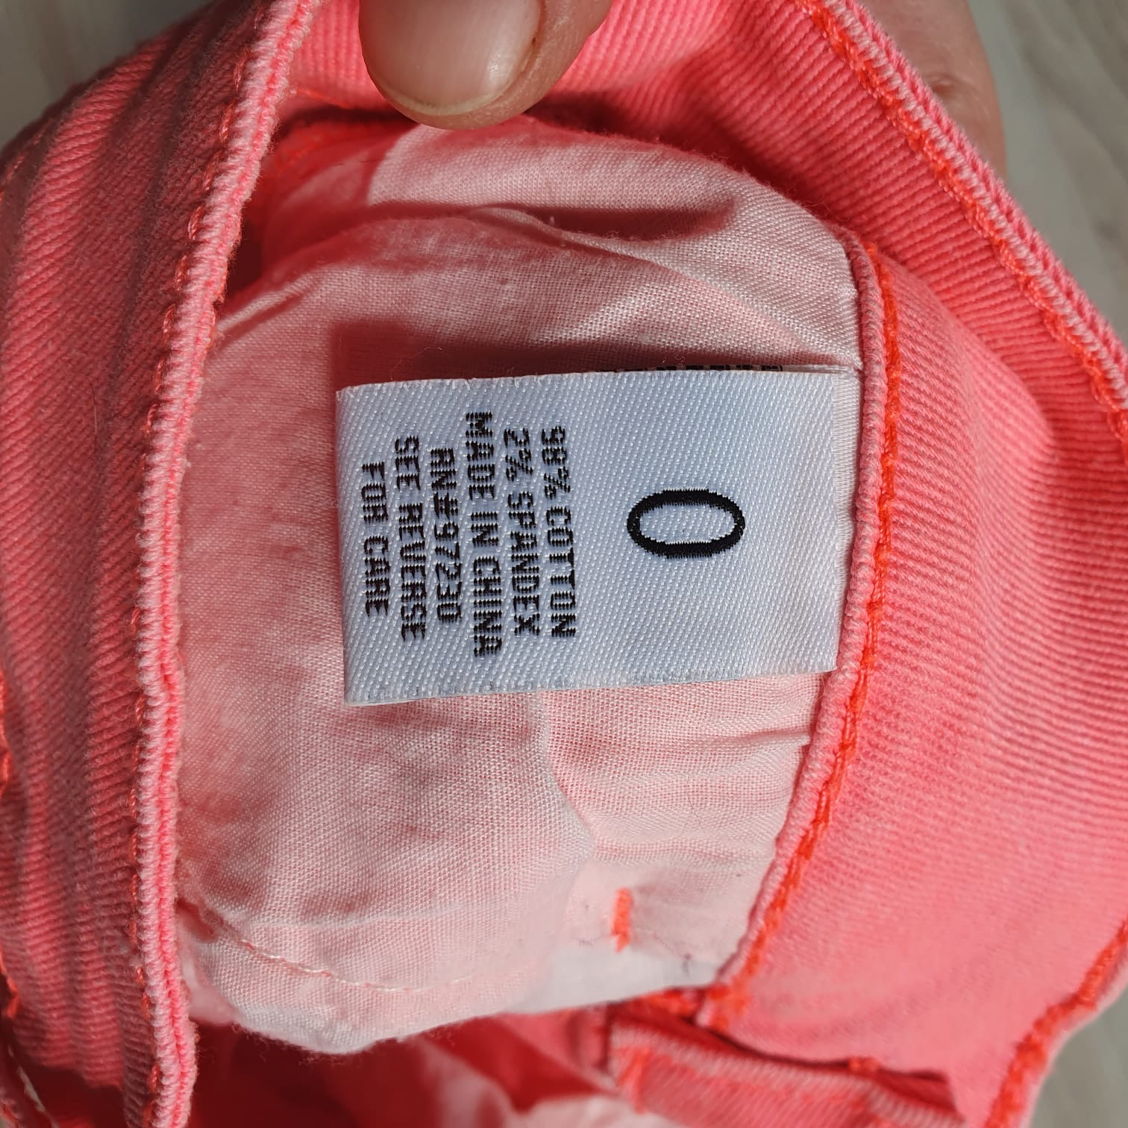 0
98% COTTON
2% SPANDEX
MADE IN CHINA
RN#97230
SEE REVERSE
FOR CARE